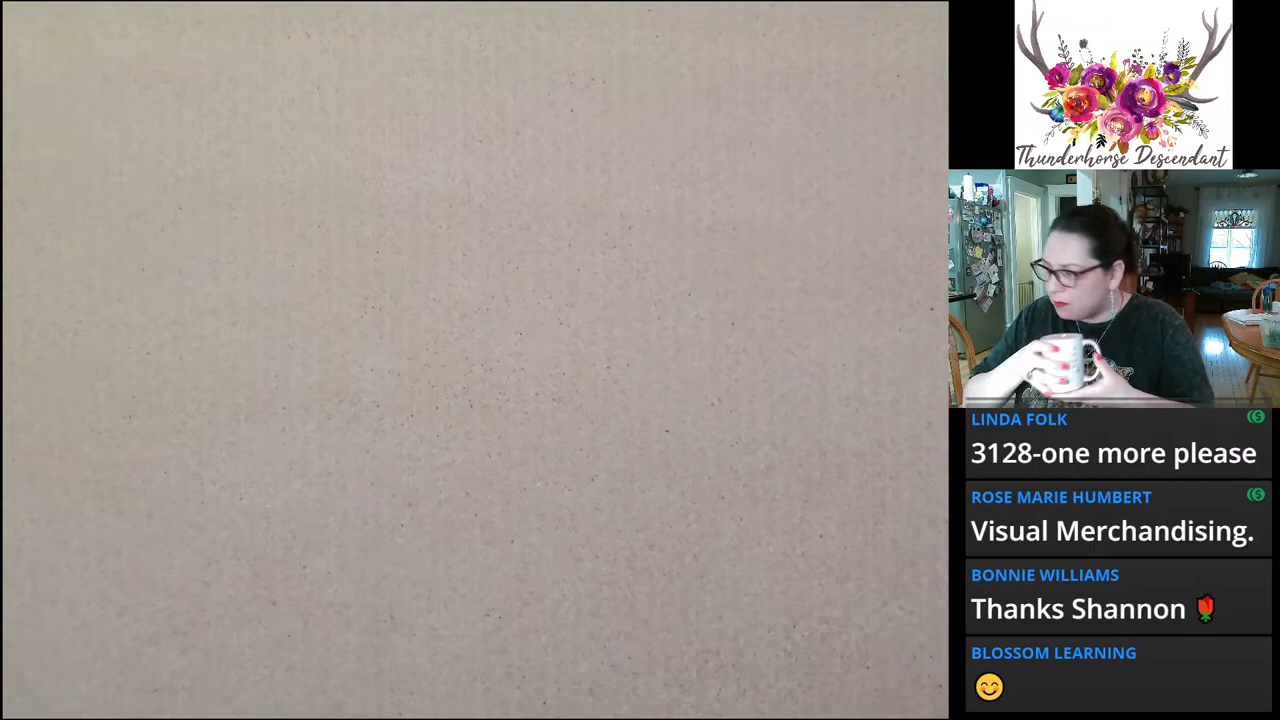 Thunderhorse Descendant
LINDA FOLK
3128-one more please
ROSE MARIE HUMBERT
Visual Merchandising.
BONNIE WILLIAMS
Thanks Shannon 🌹
BLOSSOM LEARNING
😊